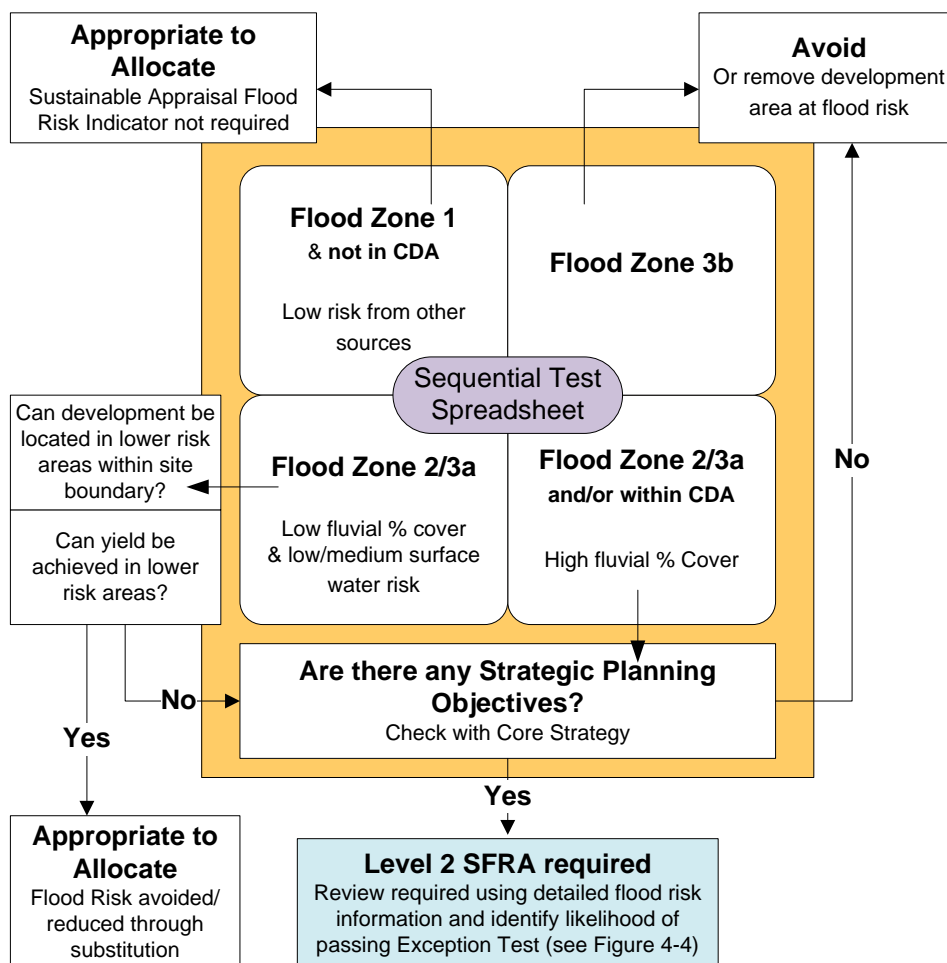 Appropriate to
Allocate
Sustainable Appraisal Flood
Risk Indicator not required
Avoid
Or remove development
area at flood risk
Flood Zone 1
& not in CDA
Low risk from other
sources
Flood Zone 3b
Sequential Test
Spreadsheet
Can development be
located in lower risk
areas within site
boundary?
Can yield be
achieved in lower
risk areas?
Flood Zone 2/3a
Low fluvial % cover
& low/medium surface
water risk
Flood Zone 2/3a
and/or within CDA
High fluvial % Cover
No
Are there any Strategic Planning
Objectives?
Check with Core Strategy
No
Yes
Yes
Appropriate to
Allocate
Flood Risk avoided/
reduced through
substitution
Level 2 SFRA required
Review required using detailed flood risk
information and identify likelihood of
passing Exception Test (see Figure 4-4)